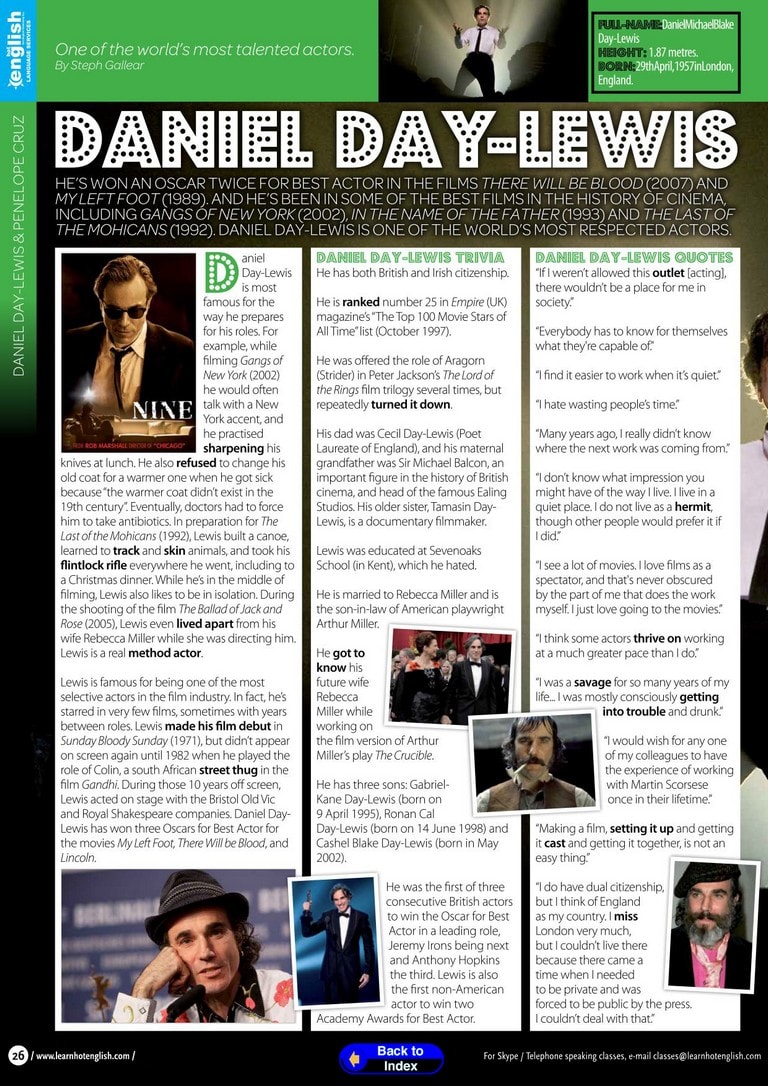 english
LANGUAGE SERVICES
DANIEL DAY-LEWIS & PENELOPE CRUZ
One of the world's most talented actors.
By Steph Gallear
FULL-NAME:DanielMichaelBlake
Day-Lewis
HEIGHT: 1.87 metres.
BORN:29thApril,1957inLondon,
England.
DANIEL DAY-LEWIS
HE'S WON AN OSCAR TWICE FOR BEST ACTOR IN THE FILMS THERE WILL BE BLOOD (2007) AND
MY LEFT FOOT (1989). AND HE'S BEEN IN SOME OF THE BEST FILMS IN THE HISTORY OF CINEMA,
INCLUDING GANGS OF NEW YORK (2002), IN THE NAME OF THE FATHER (1993) AND THE LAST OF
THE MOHICANS (1992). DANIEL DAY-LEWIS IS ONE OF THE WORLD'S MOST RESPECTED ACTORS.
NINE
FROM ROB MARSHALL DIRECTOR OF "CHICAGO"
Daniel
Day-Lewis
is most
famous for the
way he prepares
for his roles. For
example, while
filming Gangs of
New York (2002)
he would often
talk with a New
York accent, and
he practised
sharpening his
knives at lunch. He also refused to change his
old coat for a warmer one when he got sick
because "the warmer coat didn't exist in the
19th century". Eventually, doctors had to force
him to take antibiotics. In preparation for The
Last of the Mohicans (1992), Lewis built a canoe,
learned to track and skin animals, and took his
flintlock rifle everywhere he went, including to
a Christmas dinner. While he's in the middle of
filming, Lewis also likes to be in isolation. During
the shooting of the film The Ballad of Jack and
Rose (2005), Lewis even lived apart from his
wife Rebecca Miller while she was directing him.
Lewis is a real method actor.
Lewis is famous for being one of the most
selective actors in the film industry. In fact, he's
starred in very few films, sometimes with years
between roles. Lewis made his film debut in
Sunday Bloody Sunday (1971), but didn't appear
on screen again until 1982 when he played the
role of Colin, a south African street thug in the
film Gandhi. During those 10 years off screen,
Lewis acted on stage with the Bristol Old Vic
and Royal Shakespeare companies. Daniel Day-
Lewis has won three Oscars for Best Actor for
the movies My Left Foot, There Will be Blood, and
Lincoln.
DANIEL DAY-LEWIS TRIVIA
He has both British and Irish citizenship.
He is ranked number 25 in Empire (UK)
magazine's "The Top 100 Movie Stars of
All Time" list (October 1997).
He was offered the role of Aragorn
(Strider) in Peter Jackson's The Lord of
the Rings film trilogy several times, but
repeatedly turned it down.
His dad was Cecil Day-Lewis (Poet
Laureate of England), and his maternal
grandfather was Sir Michael Balcon, an
important figure in the history of British
cinema, and head of the famous Ealing
Studios. His older sister, Tamasin Day-
Lewis, is a documentary filmmaker.
Lewis was educated at Sevenoaks
School (in Kent), which he hated.
He is married to Rebecca Miller and is
the son-in-law of American playwright
Arthur Miller.
He got to
know his
future wife
Rebecca
Miller while
working on
the film version of Arthur
Miller's play The Crucible.
He has three sons: Gabriel-
Kane Day-Lewis (born on
9 April 1995), Ronan Cal
Day-Lewis (born on 14 June 1998) and
Cashel Blake Day-Lewis (born in May
2002).
He was the first of three
consecutive British actors
to win the Oscar for Best
Actor in a leading role,
Jeremy Irons being next
and Anthony Hopkins
the third. Lewis is also
the first non-American
actor to win two
Academy Awards for Best Actor.
DANIEL DAY-LEWIS QUOTES
"If I weren't allowed this outlet [acting],
there wouldn't be a place for me in
society."
"Everybody has to know for themselves
what they're capable of."
"I find it easier to work when it's quiet."
"I hate wasting people's time."
"Many years ago, I really didn't know
where the next work was coming from."
"I don't know what impression you
might have of the way I live. I live in a
quiet place. I do not live as a hermit,
though other people would prefer it if
I did."
"I see a lot of movies. I love films as a
spectator, and that's never obscured
by the part of me that does the work
myself. I just love going to the movies."
"I think some actors thrive on working
at a much greater pace than I do."
"I was a savage for so many years of my
life... I was mostly consciously getting
into trouble and drunk."
"I would wish for any one
of my colleagues to have
the experience of working
with Martin Scorsese
once in their lifetime."
"Making a film, setting it up and getting
it cast and getting it together, is not an
easy thing."
"I do have dual citizenship,
but I think of England
as my country. I miss
London very much,
but I couldn't live there
because there came a
time when I needed
to be private and was
forced to be public by the press.
I couldn't deal with that."
26 / www.learnhotenglish.com /
Back to
Index
For Skype / Telephone speaking classes, e-mail classes@learnhotenglish.com